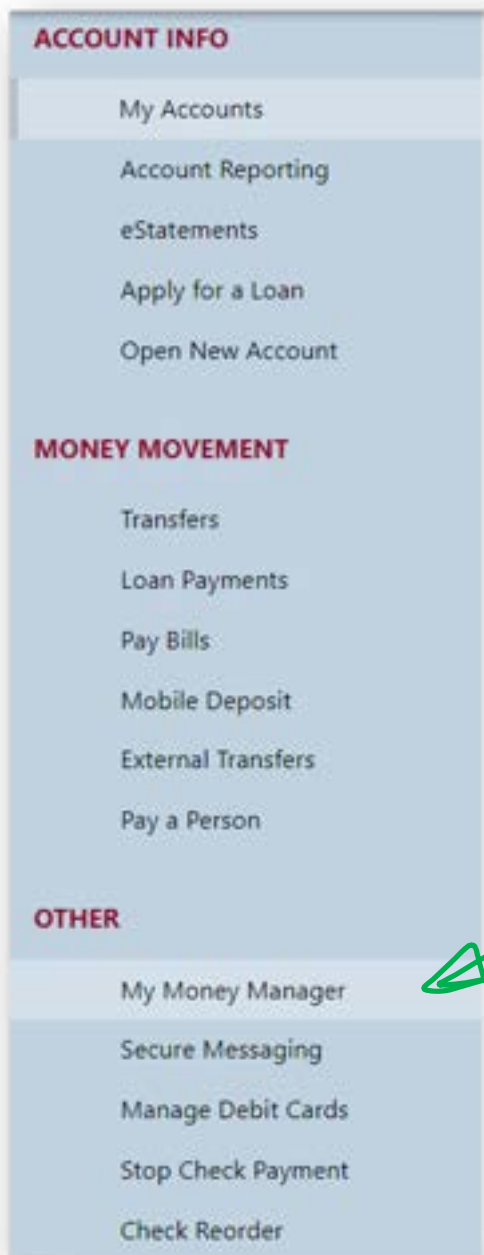 ACCOUNT INFO
My Accounts
Account Reporting
eStatements
Apply for a Loan
Open New Account
MONEY MOVEMENT
Transfers
Loan Payments
Pay Bills
Mobile Deposit
External Transfers
Pay a Person
OTHER
My Money Manager
Secure Messaging
Manage Debit Cards
Stop Check Payment
Check Reorder